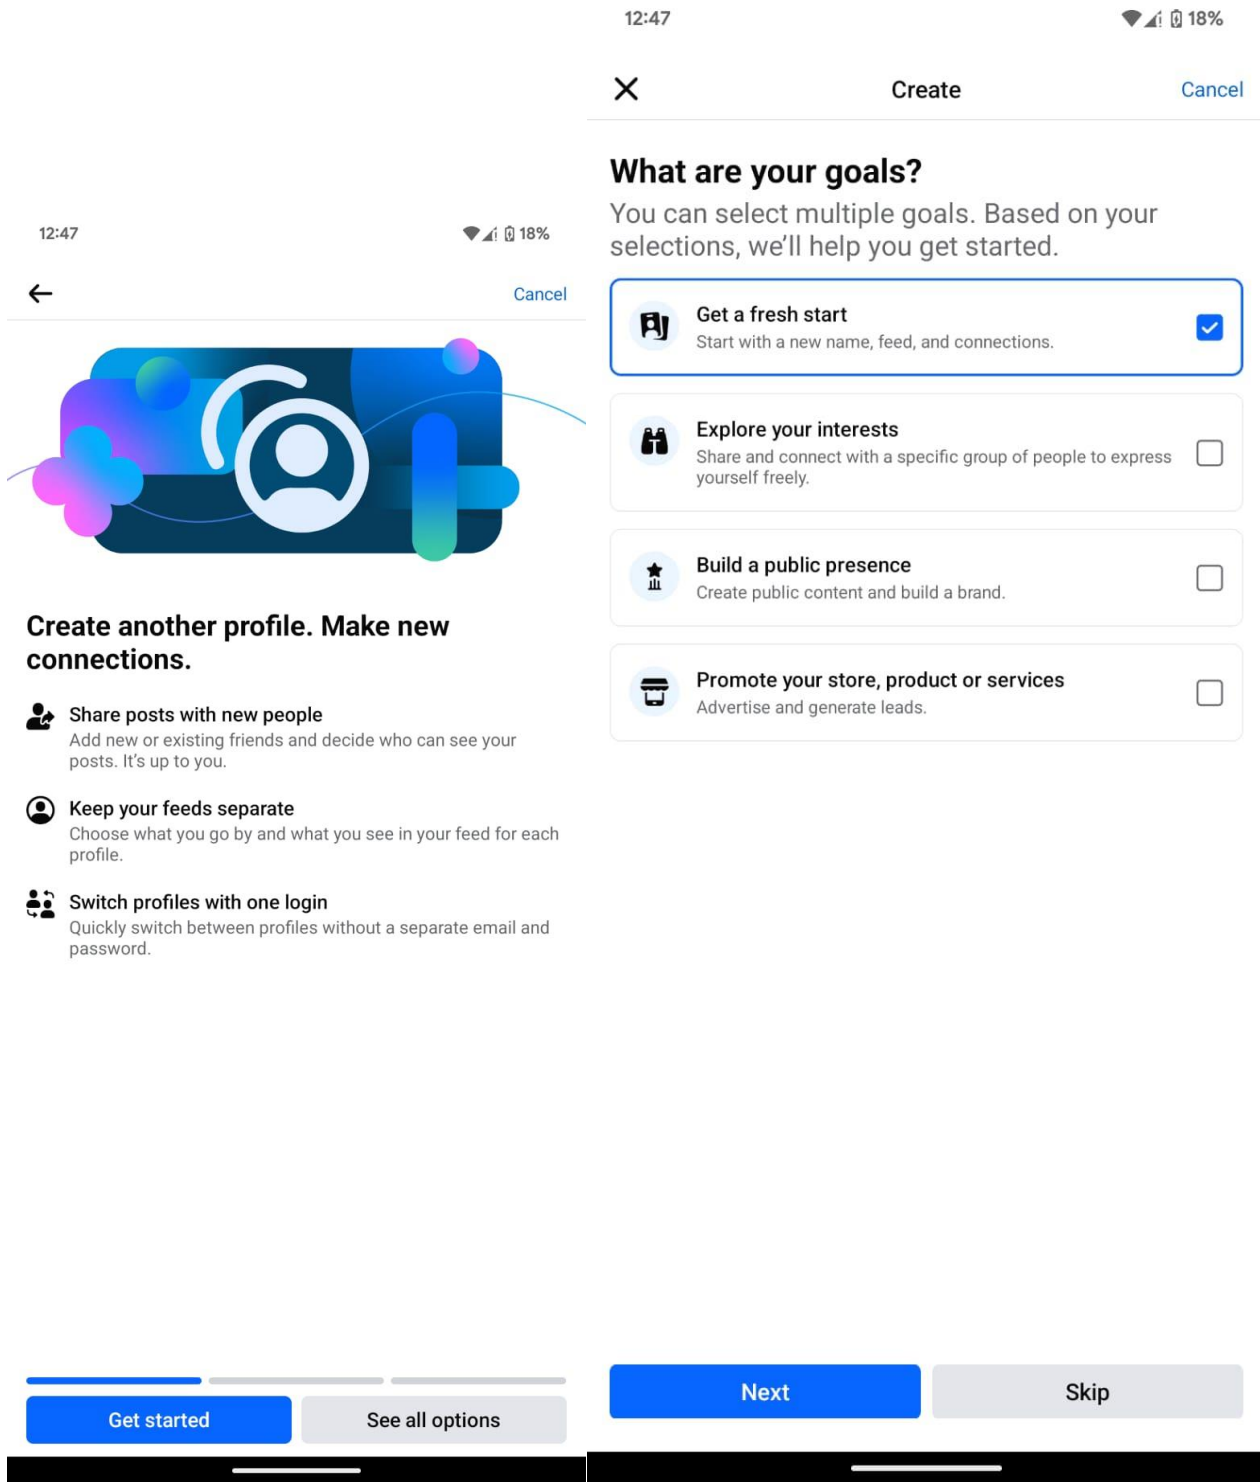 12:47
18%
Cancel
Create another profile. Make new
connections.
Share posts with new people
Add new or existing friends and decide who can see your
posts. It's up to you.
Keep your feeds separate
Choose what you go by and what you see in your feed for each
profile.
Switch profiles with one login
Quickly switch between profiles without a separate email and
password.
Get started
See all options
12:47
18%
Create
Cancel
What are your goals?
You can select multiple goals. Based on your
selections, we'll help you get started.
Get a fresh start
Start with a new name, feed, and connections.
Explore your interests
Share and connect with a specific group of people to express
yourself freely.
Build a public presence
Create public content and build a brand.
Promote your store, product or services
Advertise and generate leads.
Next
Skip